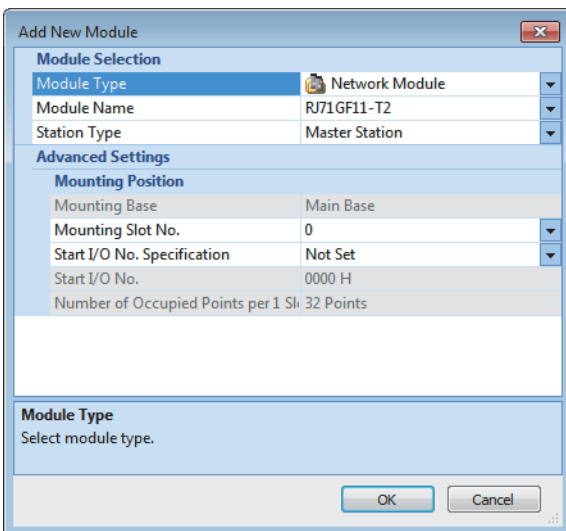 Add New Module
Module Selection
Module Type Network Module
Module Name RJ71GF11-T2
Station Type Master Station
Advanced Settings
Mounting Position
Mounting Base Main Base
Mounting Slot No. 0
Start I/O No. Specification Not Set
Start I/O No. 0000 H
Number of Occupied Points per 1 Sl 32 Points
Module Type
Select module type.
OK Cancel